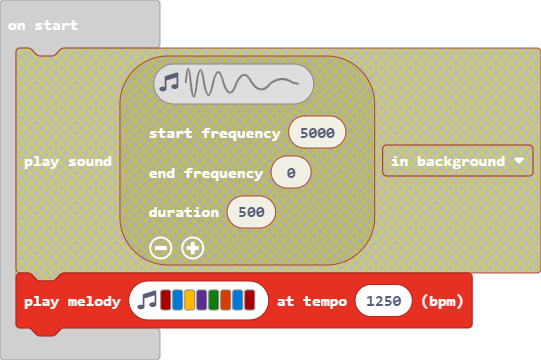 on start
start frequency 5000
play sound
in background
end frequency 0
duration 500
play melody at tempo 1250 (bpm)